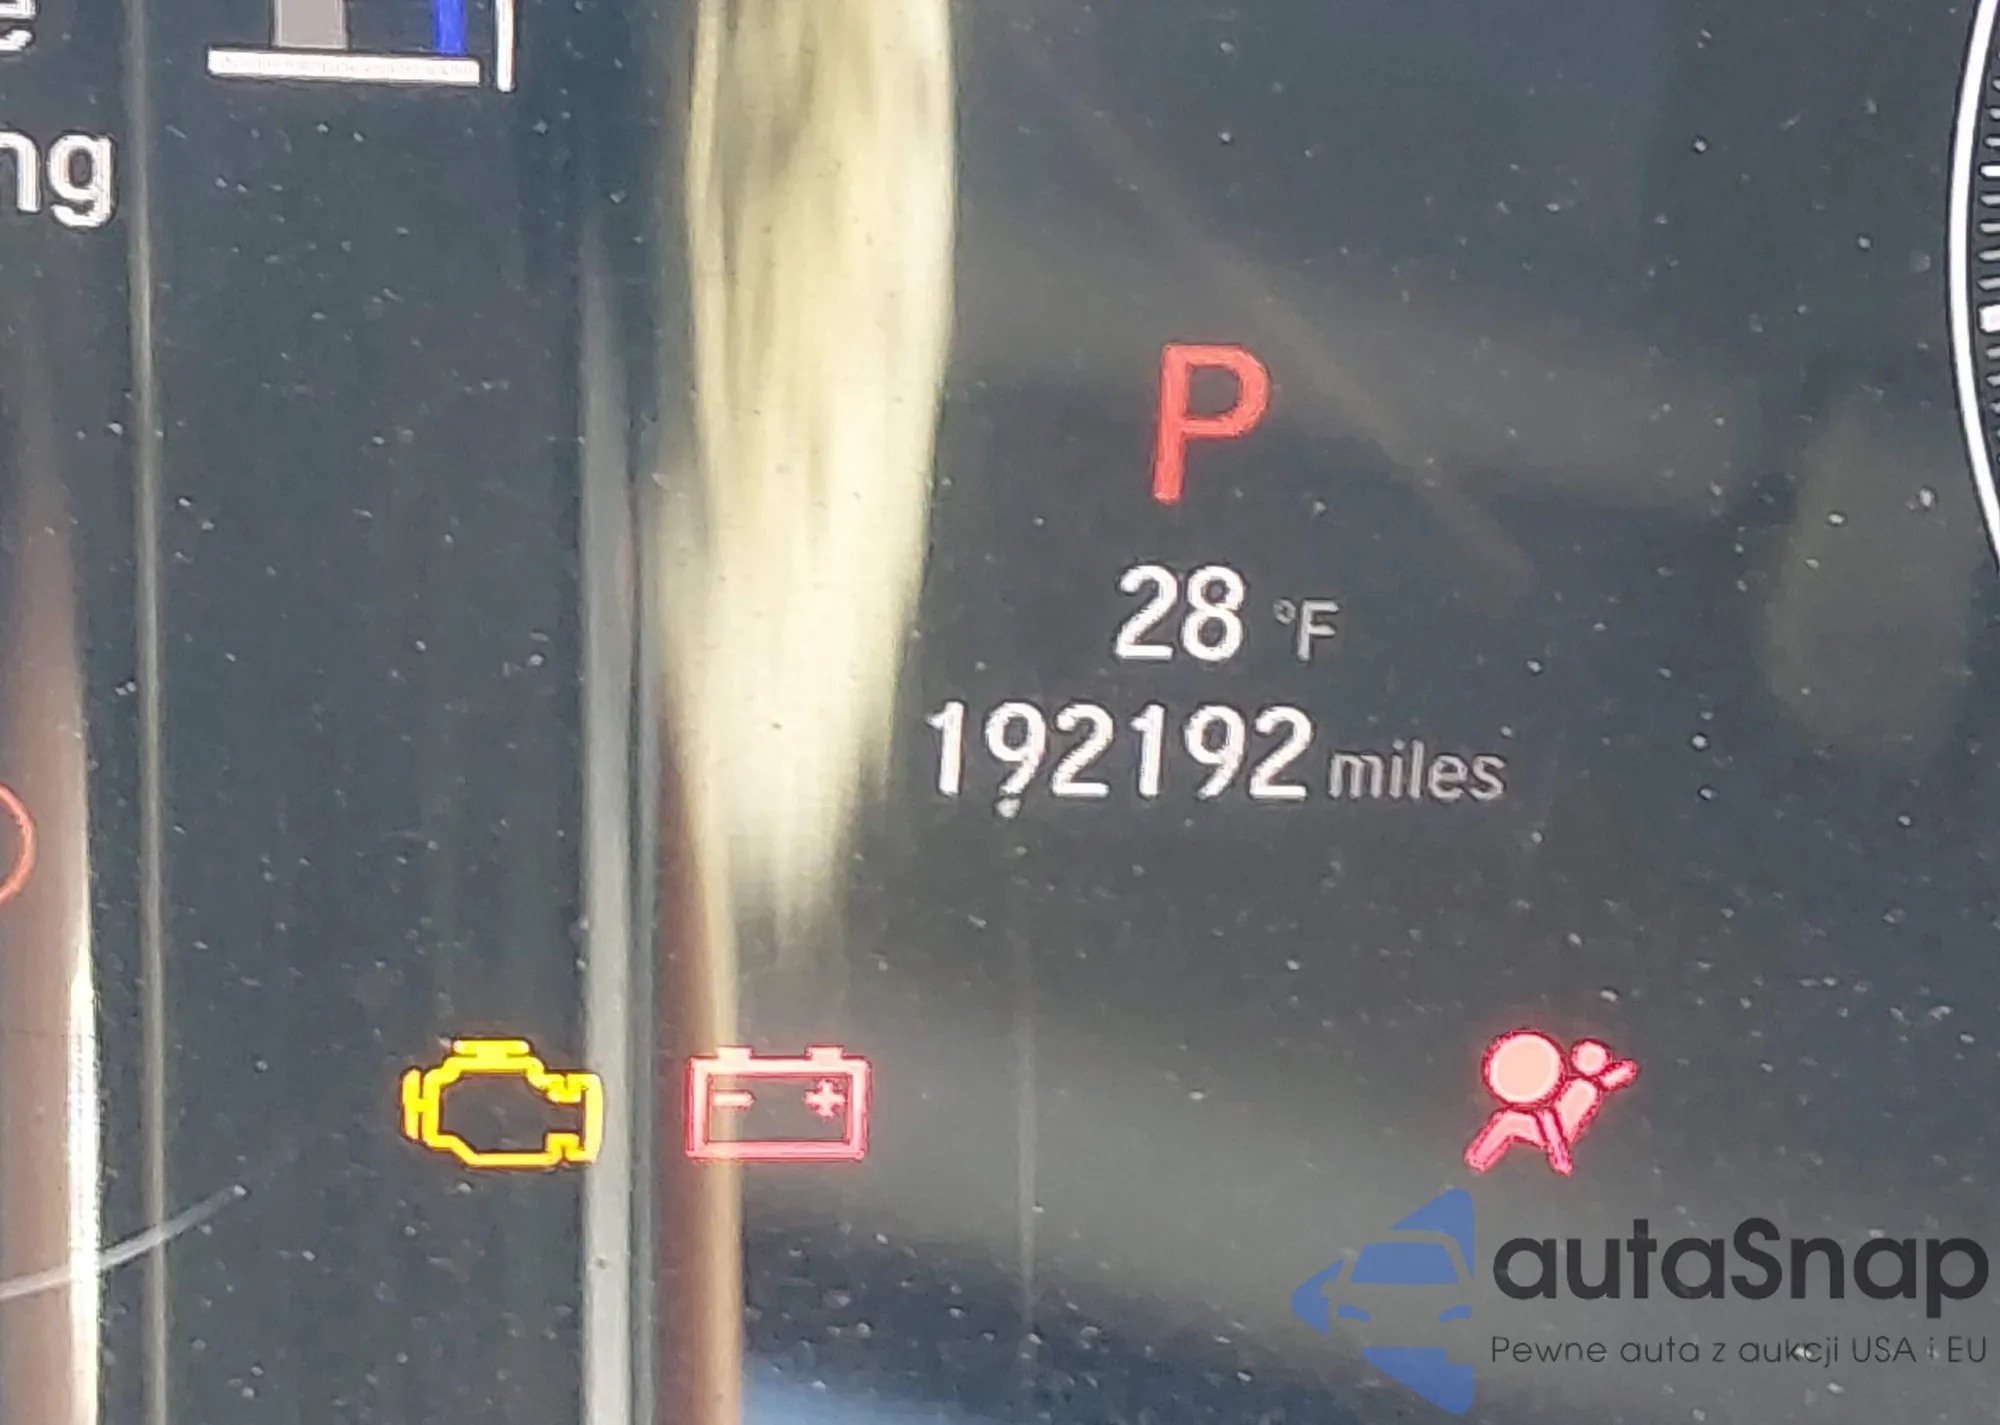 ng
P
28 °F
192192 miles
- +
autaSnap
Pewne auta z aukcji USA i EU